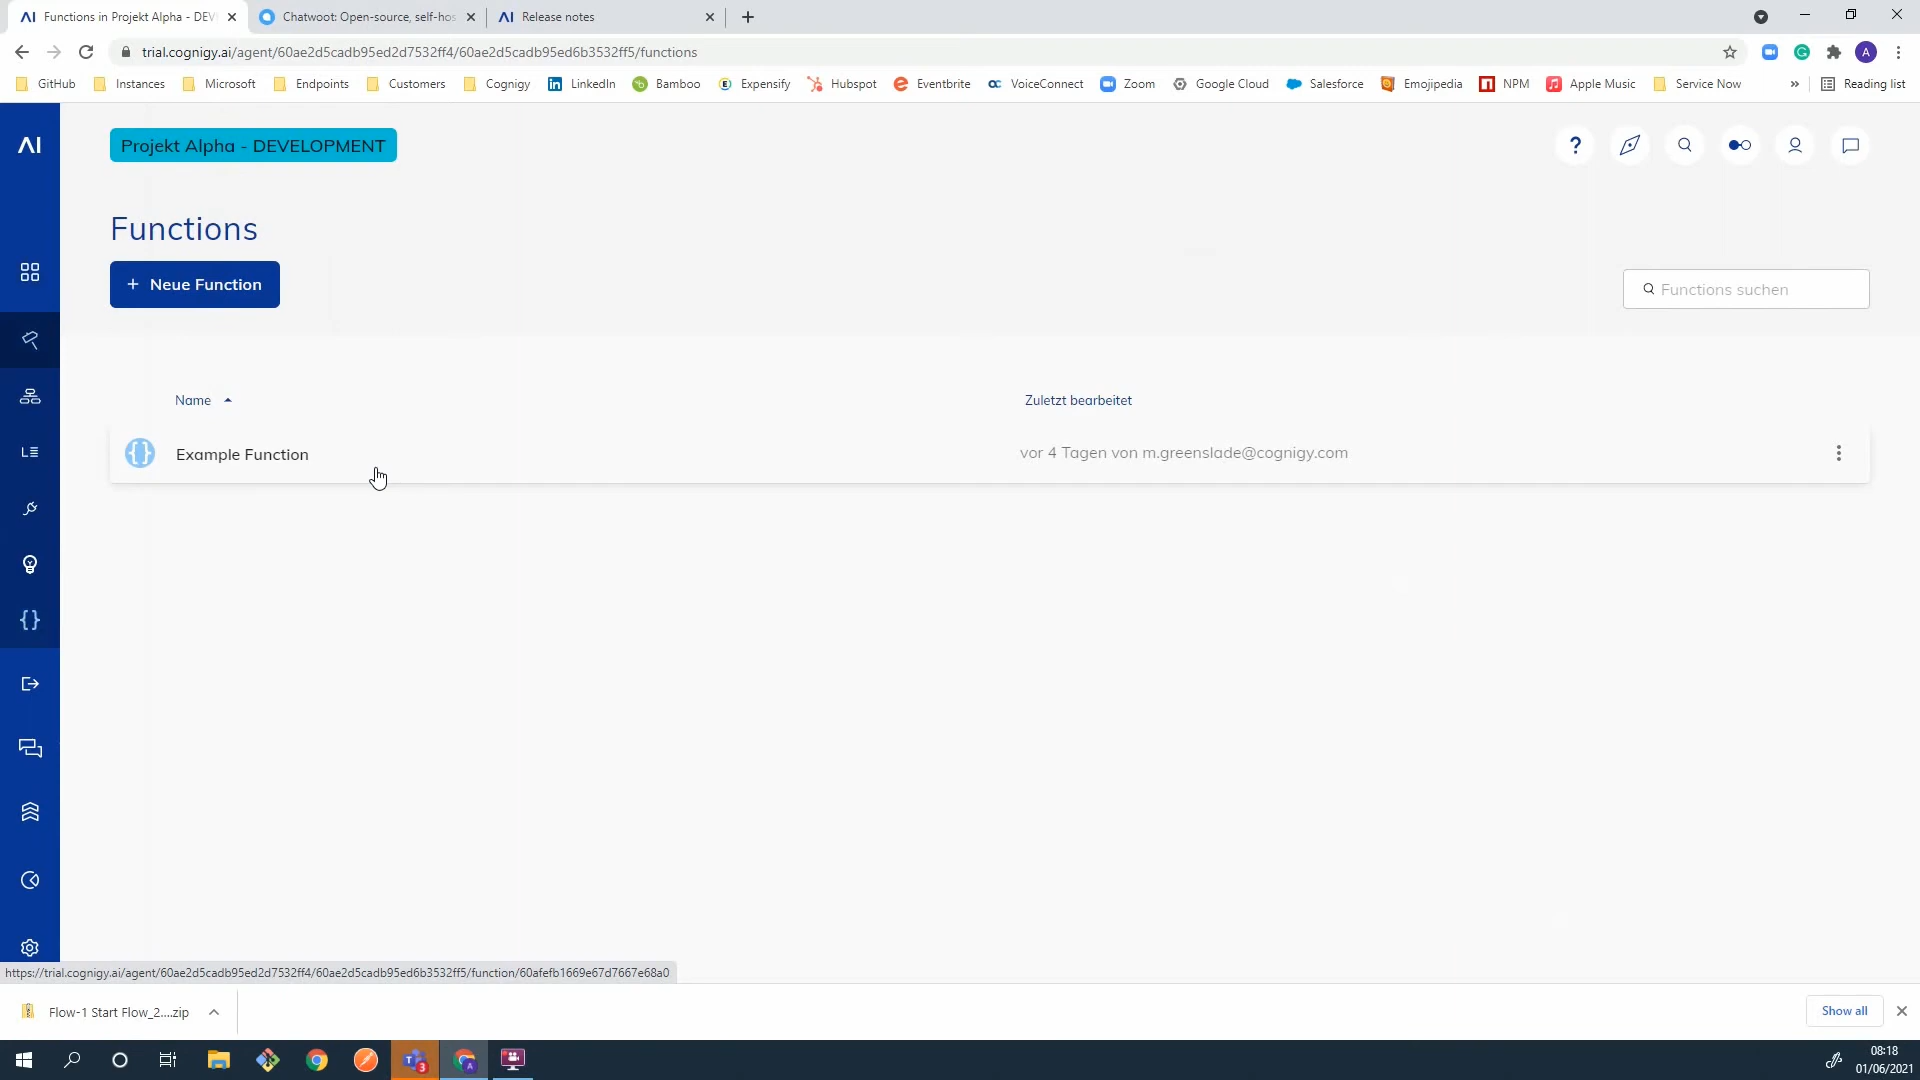 Functions in Projekt Alpha - DEV
Chatwoot: Open-source, self-hos
Release notes
trial.cognigy.ai/agent/60ae2d5cadb95ed2d7532ff4/60ae2d5cadb95ed6b3532ff5/functions
A
GitHub
Instances
Microsoft
Endpoints
Customers
Cognigy
LinkedIn
Bamboo
Expensify
Hubspot
Eventbrite
VoiceConnect
Zoom
Google Cloud
Salesforce
Emojipedia
NPM
Apple Music
Service Now
»
Reading list
AI
Projekt Alpha - DEVELOPMENT
?
Functions
+ Neue Function
Functions suchen
Name
Zuletzt bearbeitet
Example Function
vor 4 Tagen von m.greenslade@cognigy.com
https://trial.cognigy.ai/agent/60ae2d5cadb95ed2d7532ff4/60ae2d5cadb95ed6b3532ff5/function/60afefb1669e67d7667e68a0
Flow-1 Start Flow_2....zip
Show all
3
08:18
01/06/2021